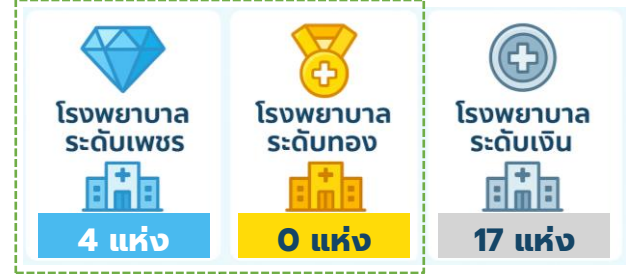 โรงพยาบาล
ระดับเพชร
4 แห่ง
โรงพยาบาล
ระดับทอง
0 แห่ง
โรงพยาบาล
ระดับเงิน
17 แห่ง